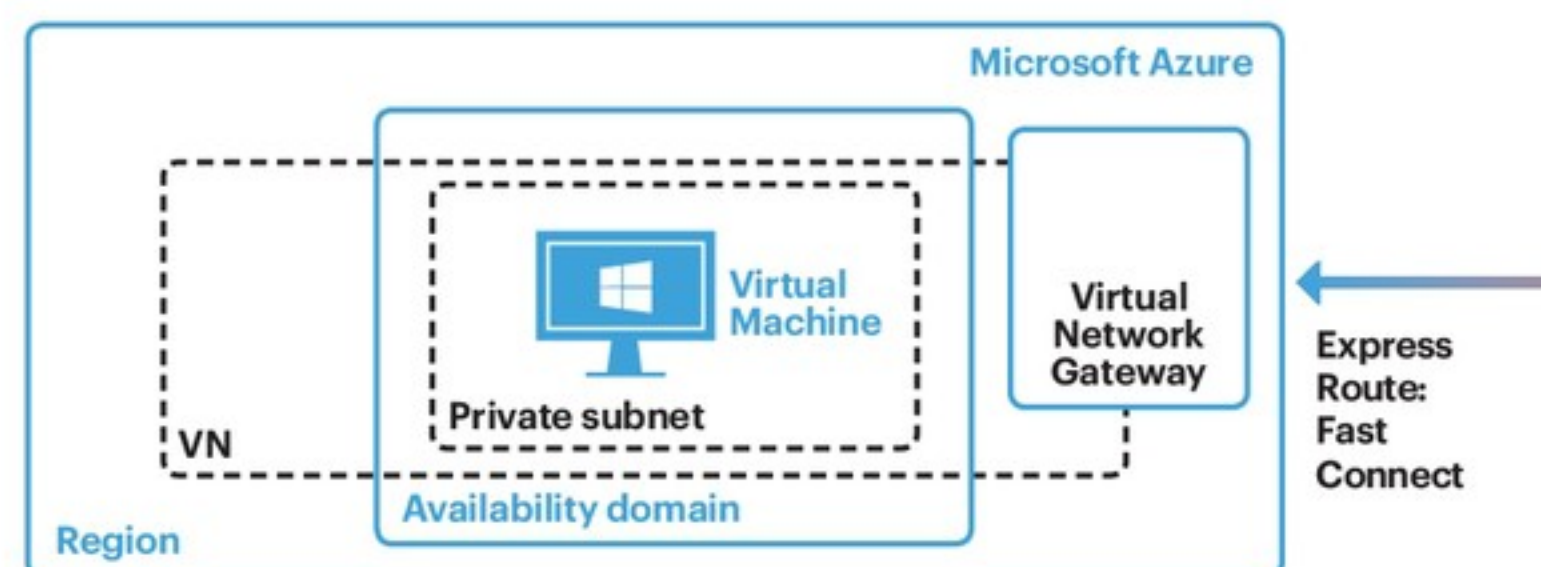 Microsoft Azure
Virtual
Machine
Private subnet
VN
Availability domain
Region
Virtual
Network
Gateway
Express
Route:
Fast
Connect